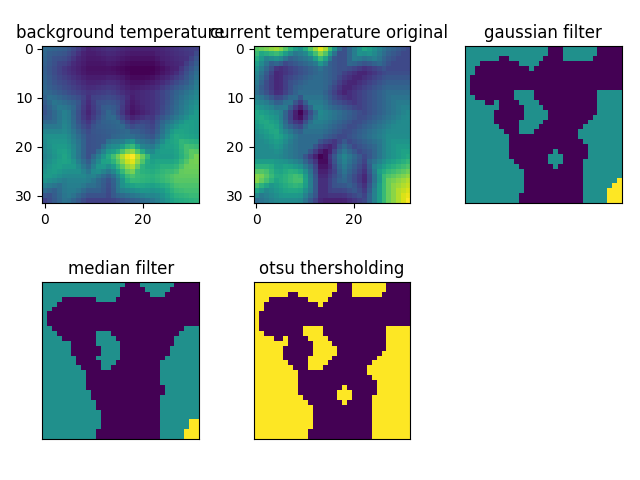 background temperature
current temperature original
gaussian filter
0
10
20
30
0
20
0
10
20
30
0
20
median filter
otsu thersholding